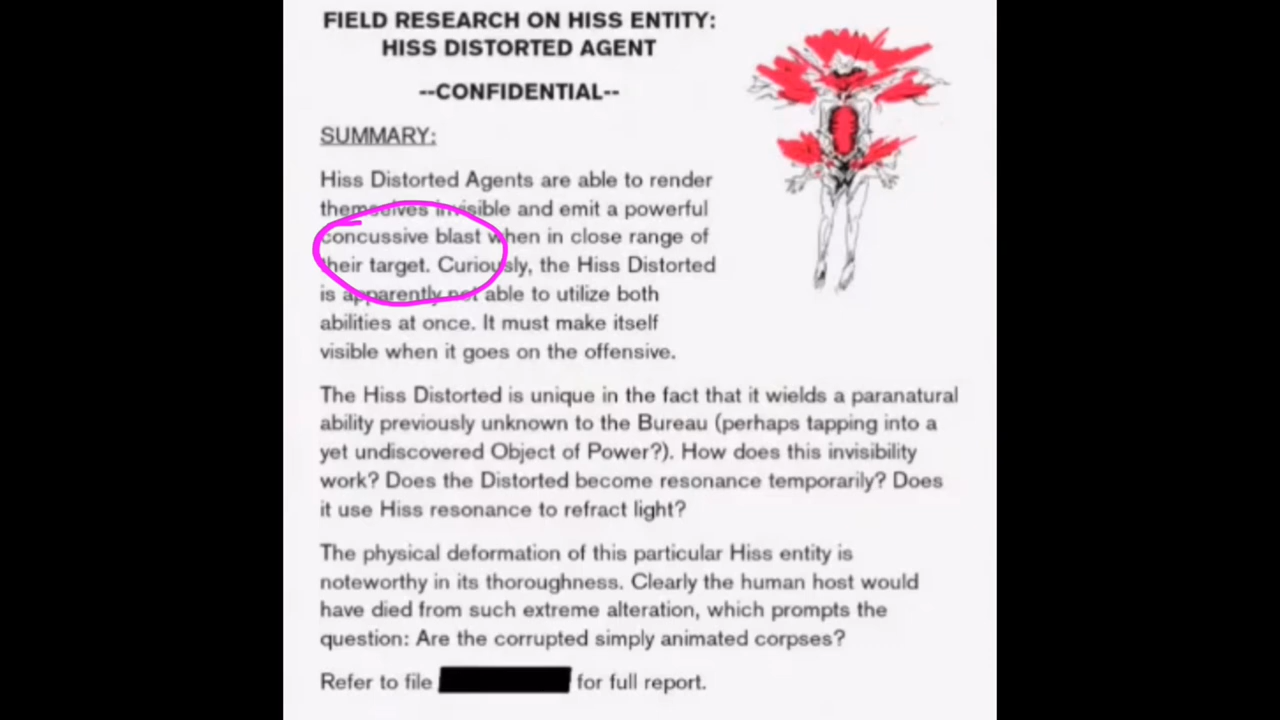 FIELD RESEARCH ON HISS ENTITY:
HISS DISTORTED AGENT
--CONFIDENTIAL--
SUMMARY:
Hiss Distorted Agents are able to render
themselves invisible and emit a powerful
concussive blast when in close range of
their target. Curiously, the Hiss Distorted
is apparently not able to utilize both
abilities at once. It must make itself
visible when it goes on the offensive.
The Hiss Distorted is unique in the fact that it wields a paranatural
ability previously unknown to the Bureau (perhaps tapping into a
yet undiscovered Object of Power?). How does this invisibility
work? Does the Distorted become resonance temporarily? Does
it use Hiss resonance to refract light?
The physical deformation of this particular Hiss entity is
noteworthy in its thoroughness. Clearly the human host would
have died from such extreme alteration, which prompts the
question: Are the corrupted simply animated corpses?
Refer to file for full report.